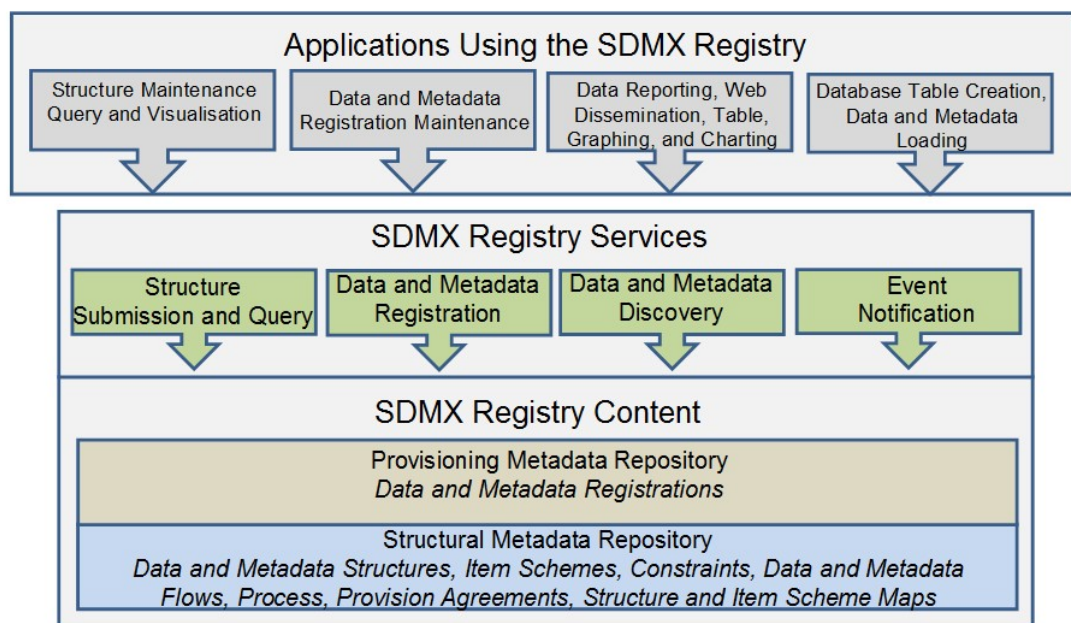 Applications Using the SDMX Registry
Structure Maintenance
Query and Visualisation
Data and Metadada
Registration Maintenance
Data Reporting, Web
Dissemination, Table,
Graphing, and Charting
Database Table Creation,
Data and Metadata
Loading
SDMX Registry Services
Structure
Submission and Query
Data and Metadata
Registration
Data and Metadata
Discovery
Event
Notification
SDMX Registry Content
Provisioning Metadata Repository
Data and Metadata Registrations
Structural Metadata Repository
Data and Metadata Structures, Item Schemes, Constraints, Data and Metadata
Flows, Process, Provision Agreements, Structure and Item Scheme Maps